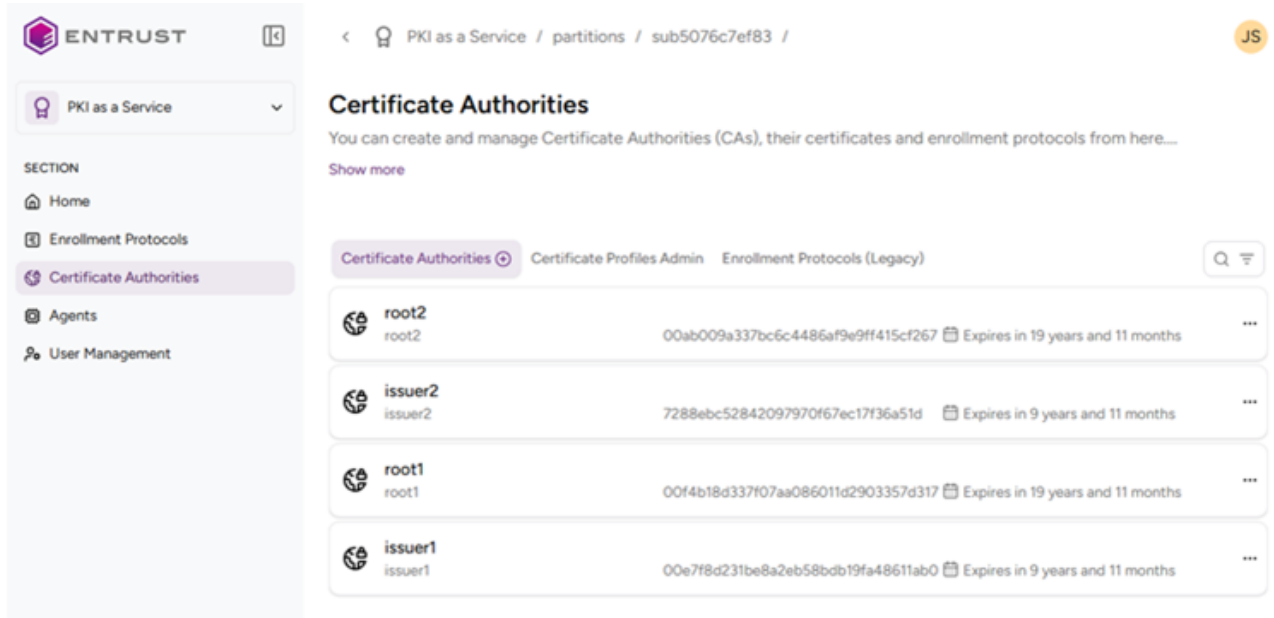 ENTRUST
PKI as a Service
SECTION
Home
Enrollment Protocols
Certificate Authorities
Agents
User Management
PKI as a Service / partitions / sub5076c7ef83 /
JS
Certificate Authorities
You can create and manage Certificate Authorities (CAs), their certificates and enrollment protocols from here....
Show more
Certificate Authorities Certificate Profiles Admin Enrollment Protocols (Legacy)
root2
root2 00ab009a337bc6c4486af9e9ff415cf267 Expires in 19 years and 11 months
issuer2
issuer2 7288ebc52842097970f67ec17f36a51d Expires in 9 years and 11 months
root1
root1 00f4b18d337f07aa086011d2903357d317 Expires in 19 years and 11 months
issuer1
issuer1 00e7f8d231be8a2eb58bdb19fa48611ab0 Expires in 9 years and 11 months